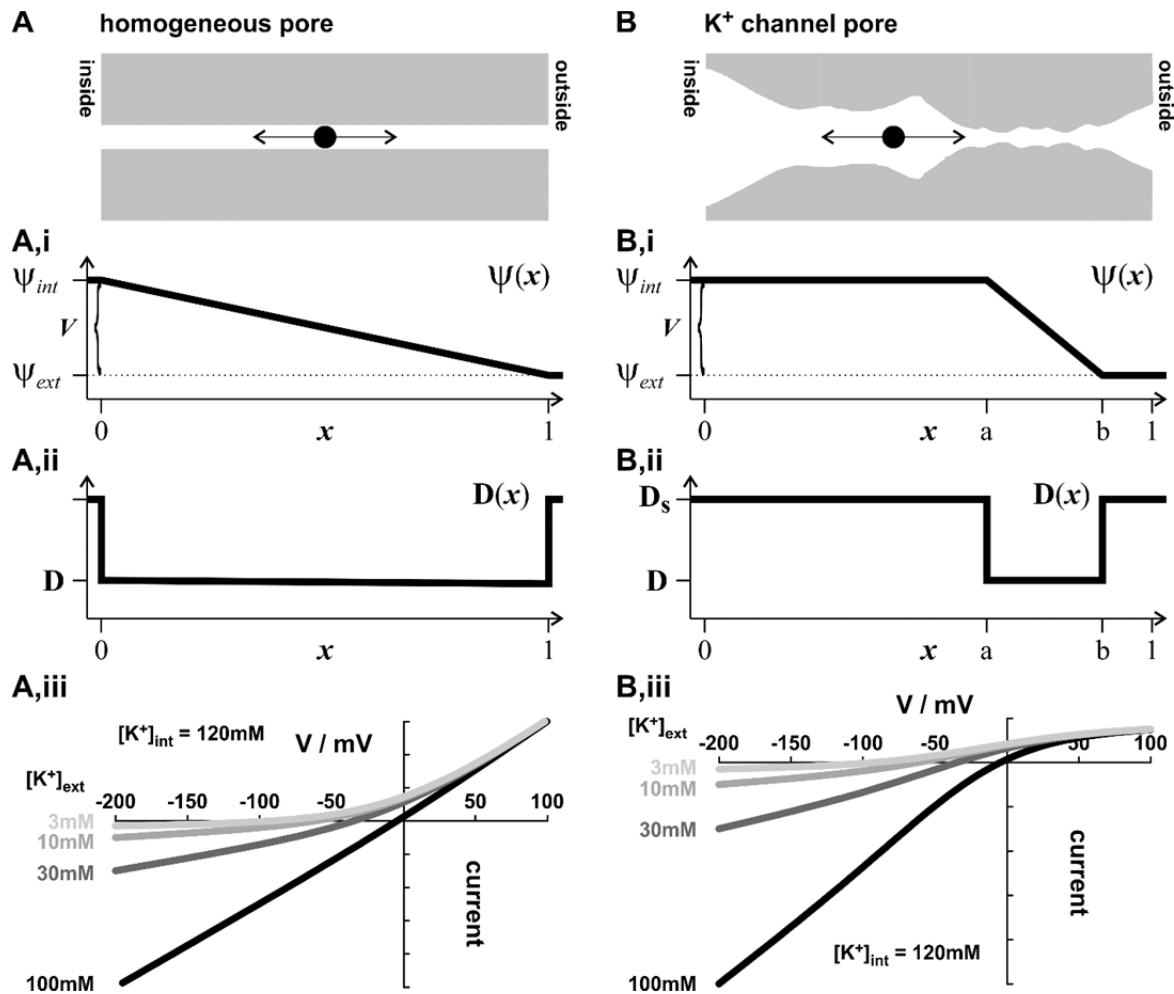 A homogeneous pore
inside
outside
B K⁺ channel pore
inside
outside
A,i
Ψint
V
Ψext
Ψ(x)
0 x 1
B,i
Ψint
V
Ψext
Ψ(x)
0 x a b 1
A,ii
D(x)
D
0 x 1
B,ii
Ds
D(x)
D
0 x a b 1
A,iii
[K⁺]int = 120mM
V / mV
[K⁺]ext
-200 -150 -100 -50 50 100
3mM
10mM
30mM
100mM
current
B,iii
V / mV
[K⁺]ext
-200 -150 -100 -50 50 100
3mM
10mM
30mM
100mM
current
[K⁺]int = 120mM